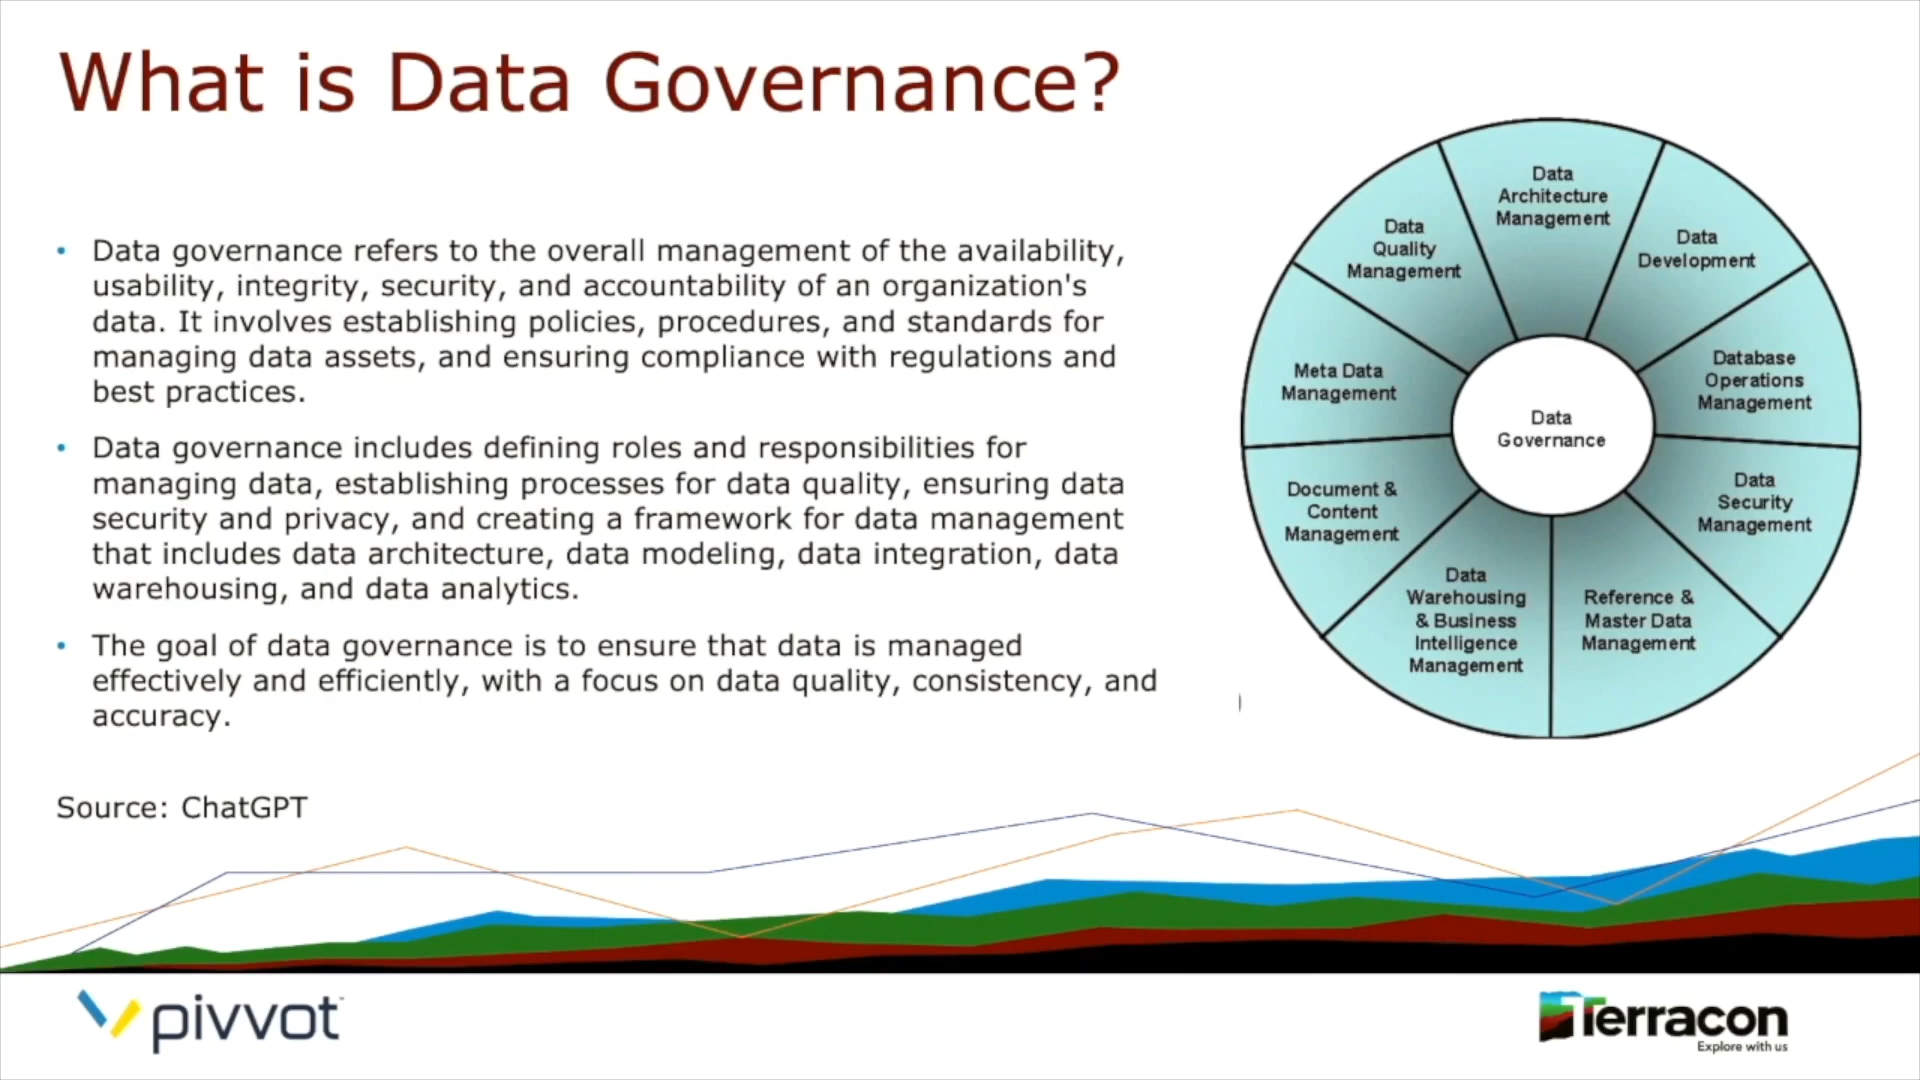 What is Data Governance?
• Data governance refers to the overall management of the availability,
usability, integrity, security, and accountability of an organization's
data. It involves establishing policies, procedures, and standards for
managing data assets, and ensuring compliance with regulations and
best practices.
• Data governance includes defining roles and responsibilities for
managing data, establishing processes for data quality, ensuring data
security and privacy, and creating a framework for data management
that includes data architecture, data modeling, data integration, data
warehousing, and data analytics.
• The goal of data governance is to ensure that data is managed
effectively and efficiently, with a focus on data quality, consistency, and
accuracy.
Source: ChatGPT
Data
Architecture
Management
Data
Development
Database
Operations
Management
Data
Security
Management
Reference &
Master Data
Management
Data
Warehousing
& Business
Intelligence
Management
Document &
Content
Management
Meta Data
Management
Data
Quality
Management
Data
Governance
pivvot
Terracon
Explore with us